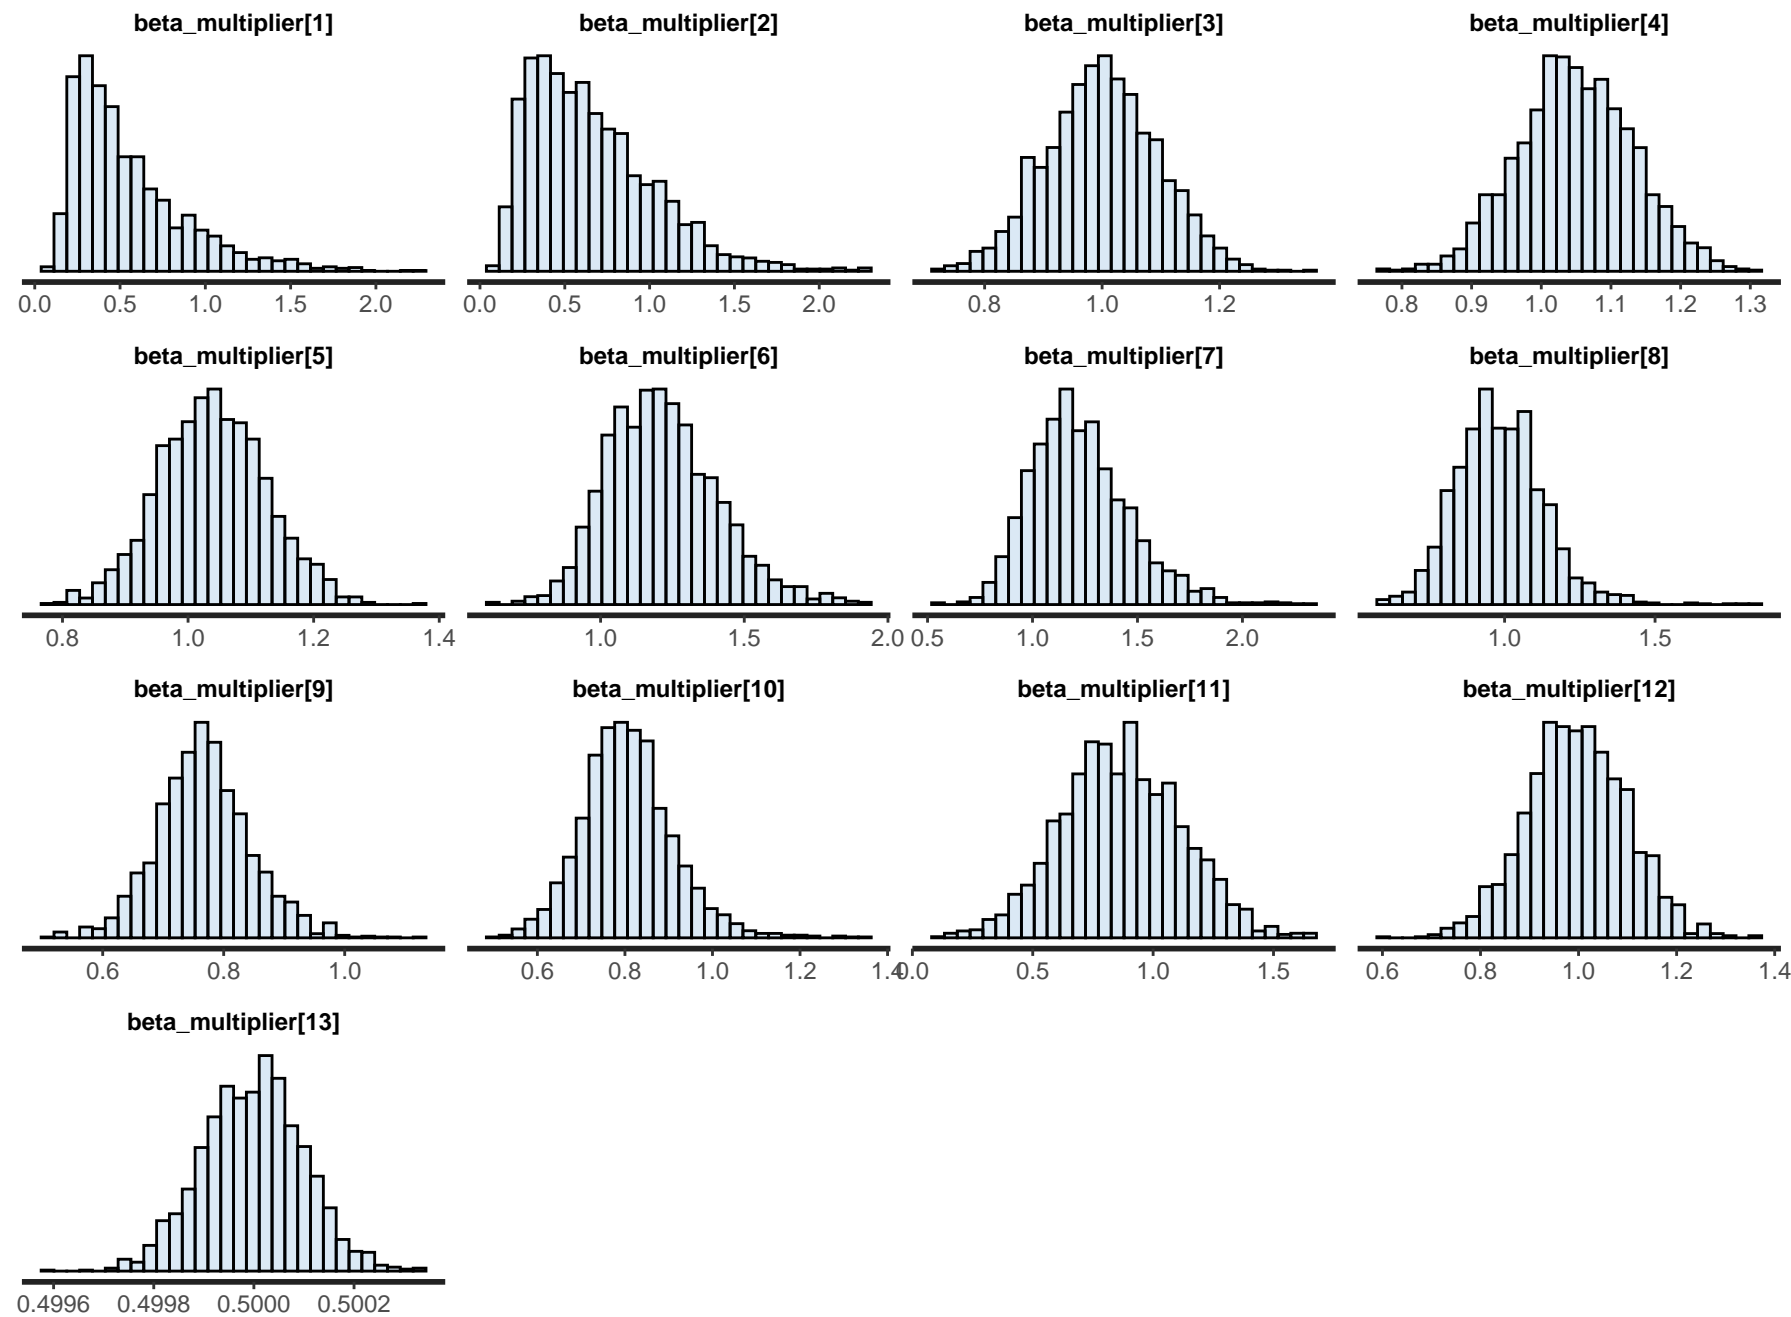 beta_multiplier[1] beta_multiplier[2] beta_multiplier[3] beta_multiplier[4]
0.0 0.5 1.0 1.5 2.0 0.0 0.5 1.0 1.5 2.0 0.8 1.0 1.2 0.8 0.9 1.0 1.1 1.2 1.3
beta_multiplier[5] beta_multiplier[6] beta_multiplier[7] beta_multiplier[8]
0.8 1.0 1.2 1.4 1.0 1.5 2.0 0.5 1.0 1.5 2.0 1.0 1.5
beta_multiplier[9] beta_multiplier[10] beta_multiplier[11] beta_multiplier[12]
0.6 0.8 1.0 0.6 0.8 1.0 1.2 1.4 0.0 0.5 1.0 1.5 0.6 0.8 1.0 1.2 1.4
beta_multiplier[13]
0.4996 0.4998 0.5000 0.5002